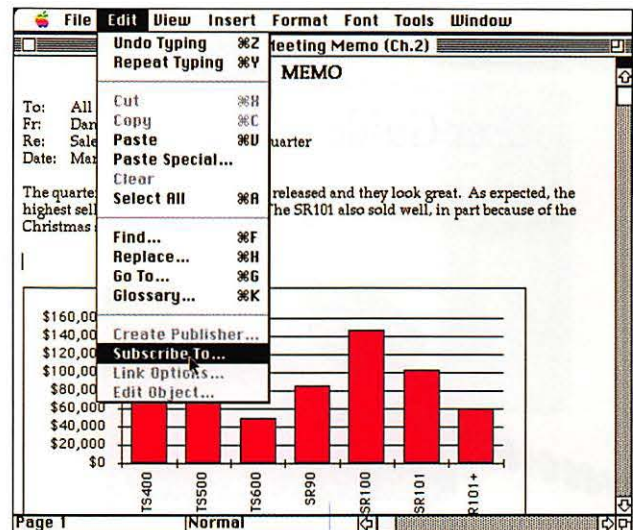 File Edit View Insert Format Font Tools Window
Meeting Memo (Ch.2)
Undo Typing ⌘Z
Repeat Typing ⌘Y
Cut ⌘X
Copy ⌘C
Paste ⌘V
Paste Special...
Clear
Select All ⌘A
Find... ⌘F
Replace... ⌘H
Go To... ⌘G
Glossary... ⌘K
Create Publisher...
Subscribe To...
Link Options...
Edit Object...
MEMO
To: All
Fr: Dan
Re: Sale uarter
Date: Mar
The quarte released and they look great. As expected, the
highest sell he SR101 also sold well, in part because of the
Christmas
$160,00
$140,00
$120,00
$100,00
$80,00
$60,000
$40,000
$20,000
$0
TS400
TS500
TS600
SR90
SR100
SR101
R101+
Page 1 Normal